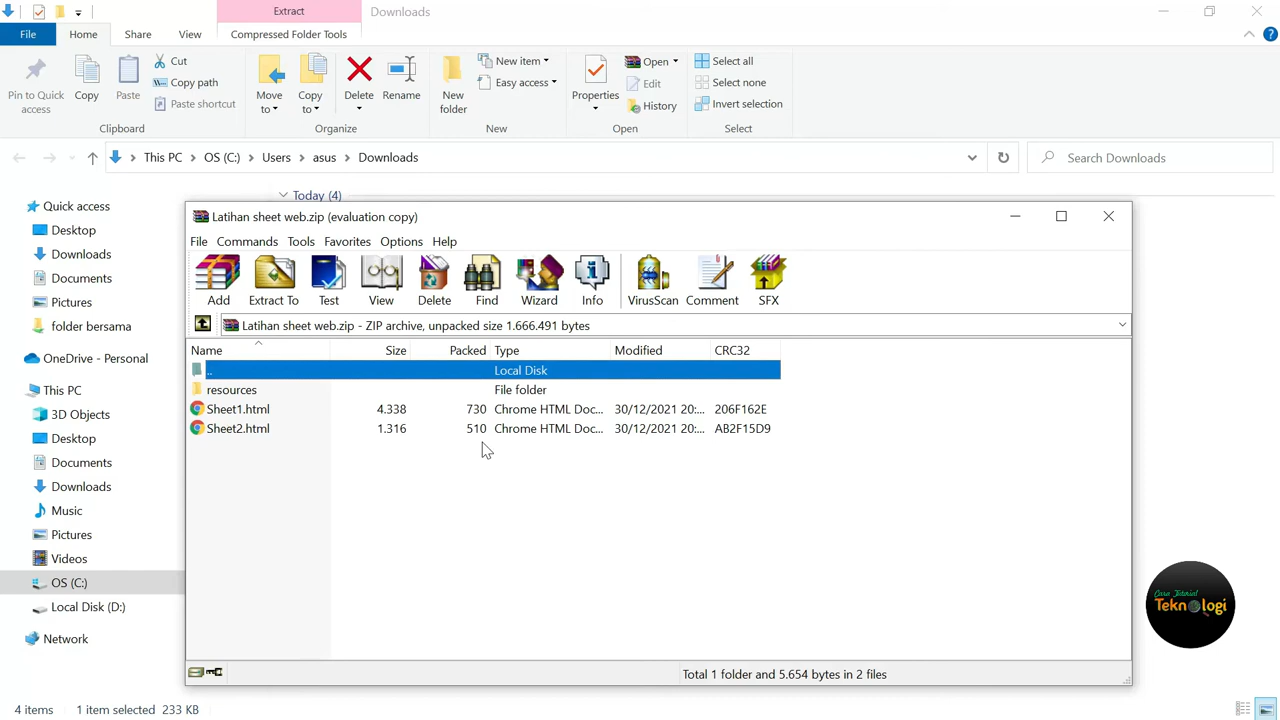 Extract
Downloads
File
Home
Share
View
Compressed Folder Tools
Pin to Quick access
Copy
Paste
Cut
Copy path
Paste shortcut
Clipboard
Move to
Copy to
Delete
Rename
Organize
New folder
New item
Easy access
New
Properties
Open
Edit
History
Open
Select all
Select none
Invert selection
Select
This PC
OS (C:)
Users
asus
Downloads
Search Downloads
Quick access
Desktop
Downloads
Documents
Pictures
folder bersama
OneDrive - Personal
This PC
3D Objects
Desktop
Documents
Downloads
Music
Pictures
Videos
OS (C:)
Local Disk (D:)
Network
Today (4)
Latihan sheet web.zip (evaluation copy)
File Commands Tools Favorites Options Help
Add Extract To Test View Delete Find Wizard Info VirusScan Comment SFX
Latihan sheet web.zip - ZIP archive, unpacked size 1.666.491 bytes
Name Size Packed Type Modified CRC32
.. Local Disk
resources File folder
Sheet1.html 4.338 730 Chrome HTML Doc... 30/12/2021 20:... 206F162E
Sheet2.html 1.316 510 Chrome HTML Doc... 30/12/2021 20:... AB2F15D9
Total 1 folder and 5.654 bytes in 2 files
Cara Tutorial
Teknologi
4 items 1 item selected 233 KB